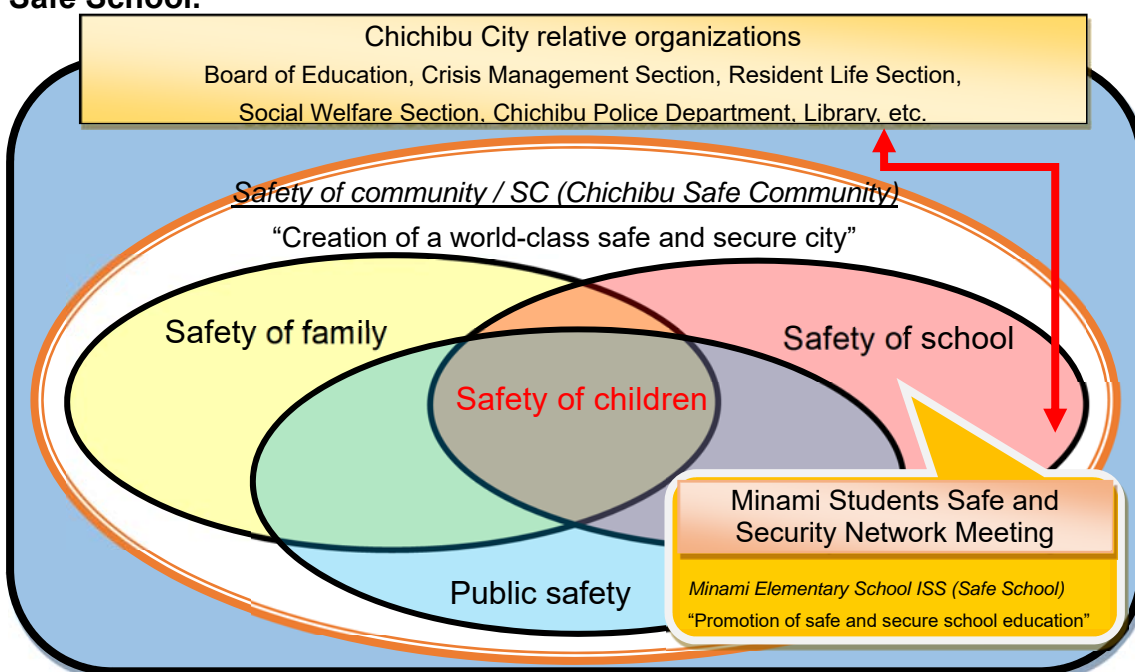 Safe School.
Chichibu City relative organizations
Board of Education, Crisis Management Section, Resident Life Section,
Social Welfare Section, Chichibu Police Department, Library, etc.
Safety of community / SC (Chichibu Safe Community)
“Creation of a world-class safe and secure city”
Safety of family
Safety of school
Safety of children
Minami Students Safe and
Security Network Meeting
Public safety
Minami Elementary School ISS (Safe School)
“Promotion of safe and secure school education”